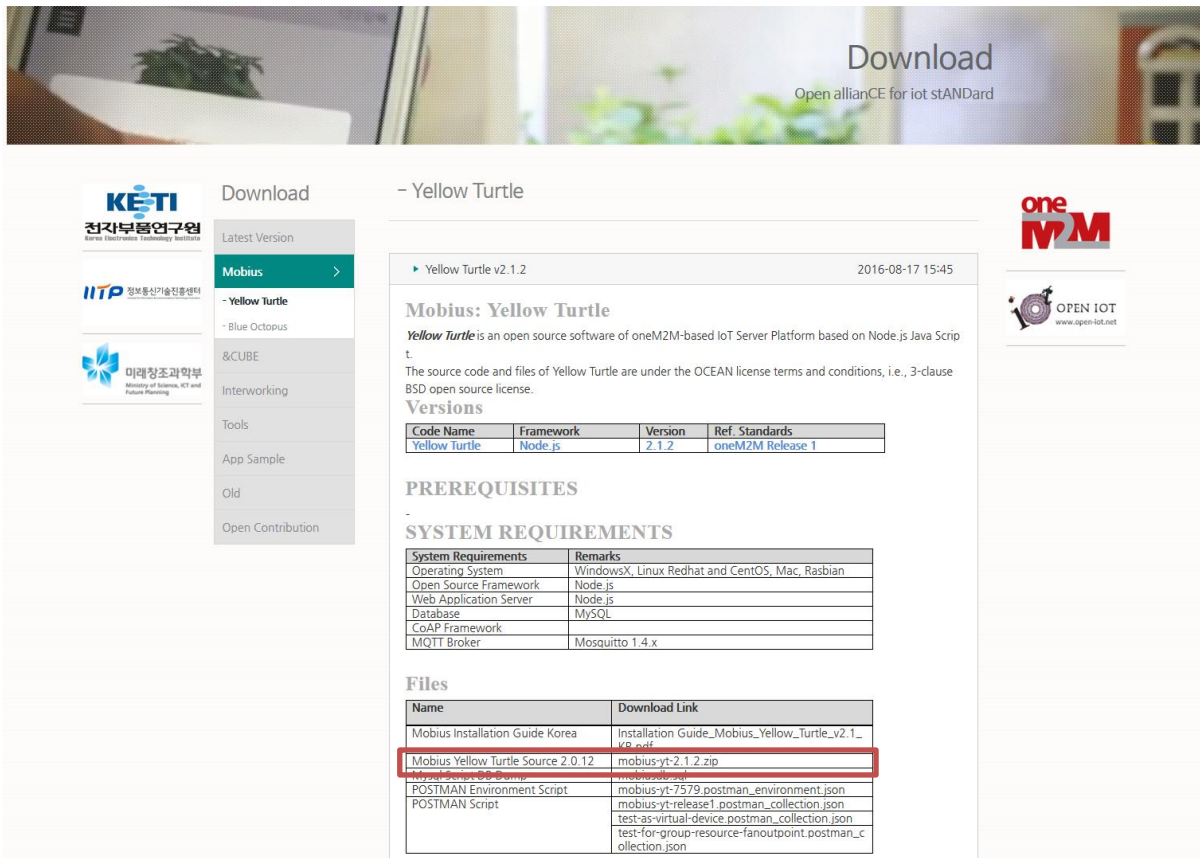 Download
Open allianCE for iot stANDard
KETI
전자부품연구원
Korea Electronics Technology Institute
IITP 정보통신기술진흥센터
미래창조과학부
Ministry of Science, ICT and
Future Planning
Download
Latest Version
Mobius >
- Yellow Turtle
- Blue Octopus
&CUBE
Interworking
Tools
App Sample
Old
Open Contribution
- Yellow Turtle
Yellow Turtle v2.1.2 2016-08-17 15:45
Mobius: Yellow Turtle
Yellow Turtle is an open source software of oneM2M-based IoT Server Platform based on Node.js Java Scrip
t.
The source code and files of Yellow Turtle are under the OCEAN license terms and conditions, i.e., 3-clause
BSD open source license.
Versions
Code Name Framework Version Ref. Standards
Yellow Turtle Node.js 2.1.2 oneM2M Release 1
PREREQUISITES
-
SYSTEM REQUIREMENTS
System Requirements Remarks
Operating System WindowsX, Linux Redhat and CentOS, Mac, Rasbian
Open Source Framework Node.js
Web Application Server Node.js
Database MySQL
CoAP Framework
MQTT Broker Mosquitto 1.4.x
Files
Name Download Link
Mobius Installation Guide Korea Installation Guide_Mobius_Yellow_Turtle_v2.1_
KR.pdf
Mobius Yellow Turtle Source 2.0.12 mobius-yt-2.1.2.zip
Mysql Script DB Dump mobiusdb.sql
POSTMAN Environment Script mobius-yt-7579.postman_environment.json
POSTMAN Script mobius-yt-release1.postman_collection.json
test-as-virtual-device.postman_collection.json
test-for-group-resource-fanoutpoint.postman_c
ollection.json
one
M2M
iot OPEN IOT
www.open-iot.net